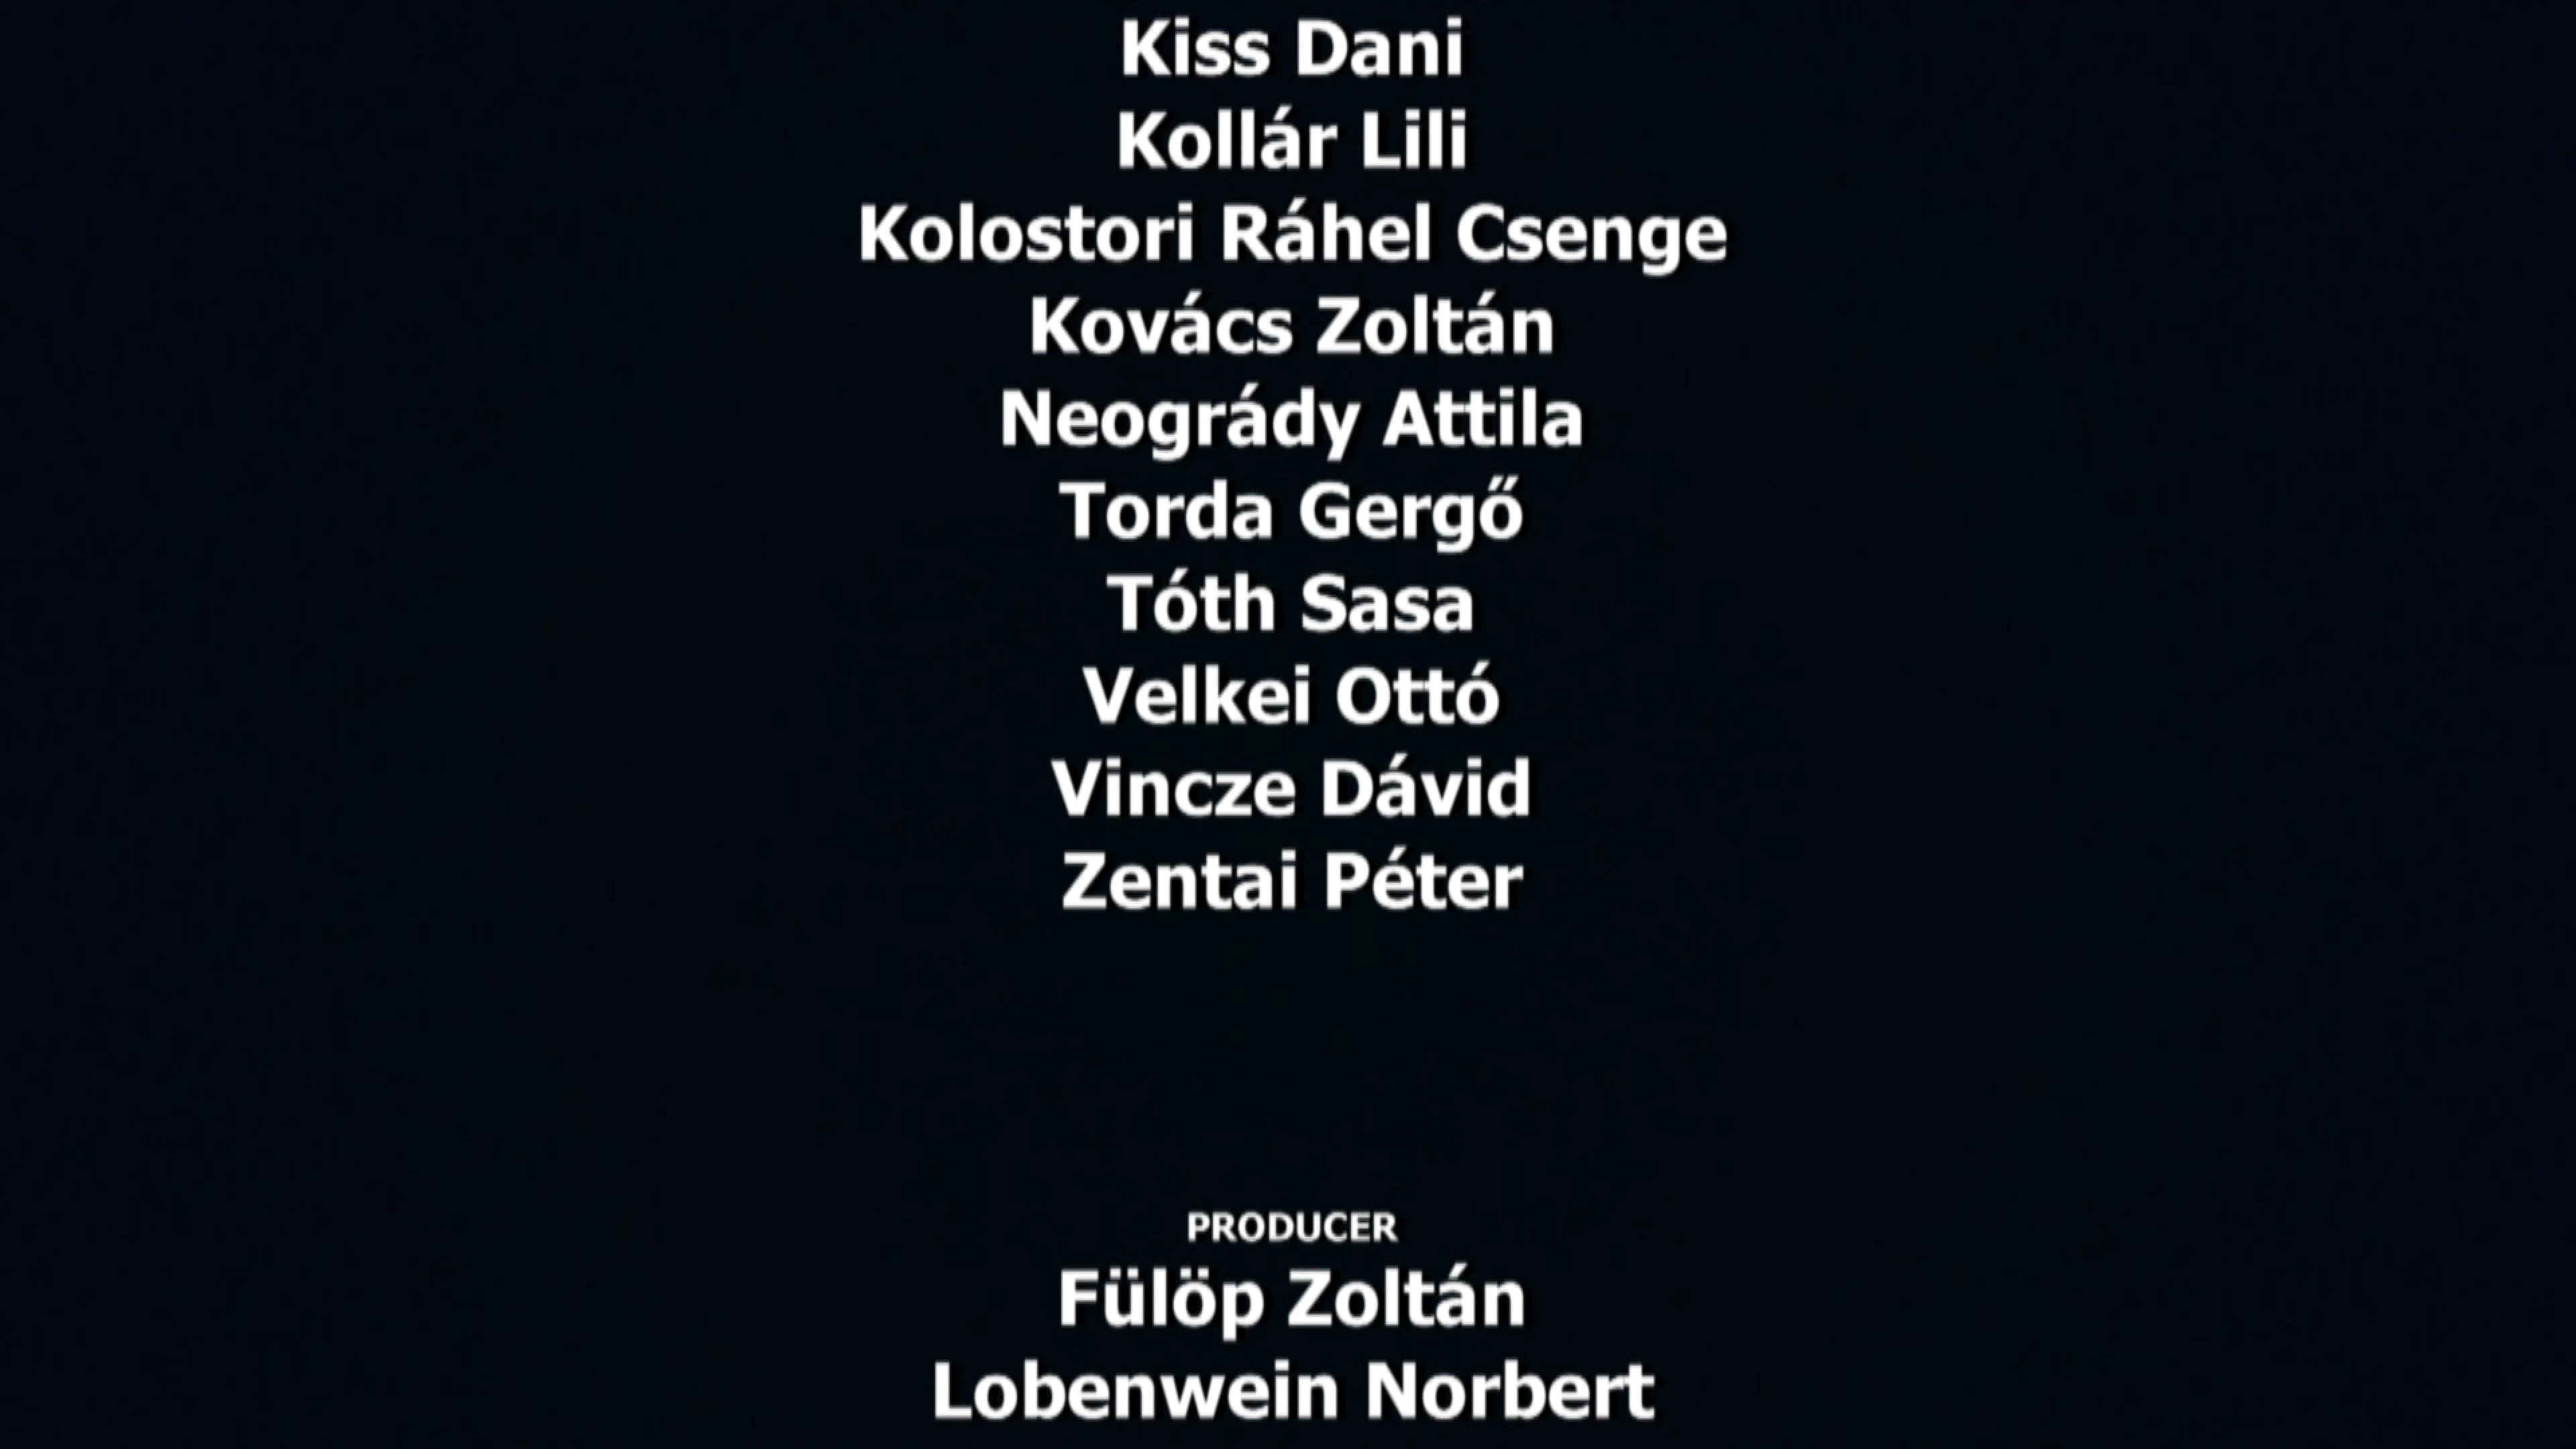 Kiss Dani
Kollár Lili
Kolostori Ráhel Csenge
Kovács Zoltán
Neogrády Attila
Torda Gergő
Tóth Sasa
Velkei Ottó
Vincze Dávid
Zentai Péter
PRODUCER
Fülöp Zoltán
Lobenwein Norbert